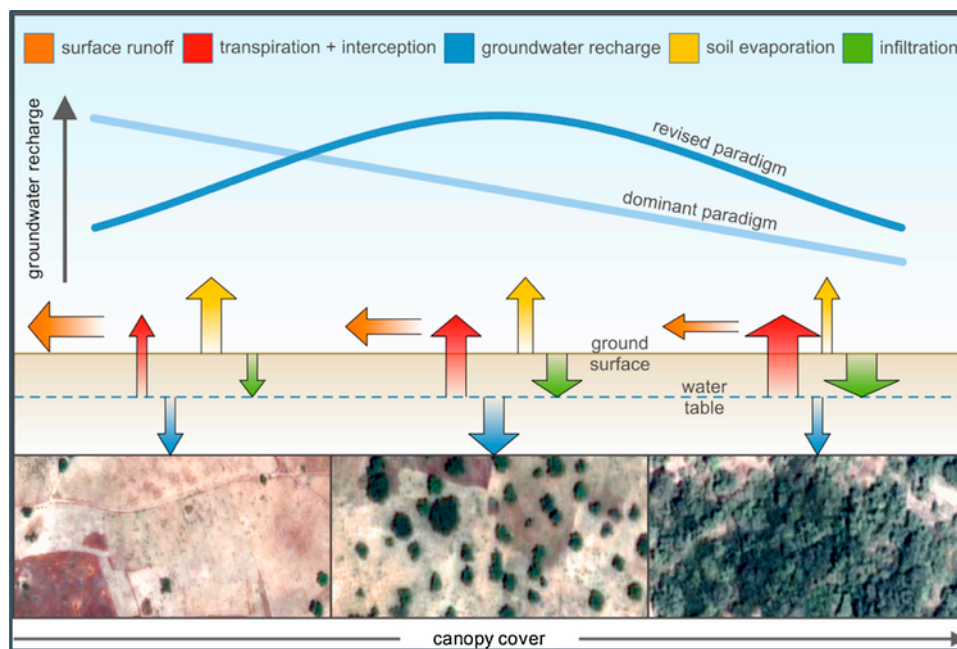 surface runoff transpiration + interception groundwater recharge soil evaporation infiltration
groundwater recharge
revised paradigm
dominant paradigm
ground
surface
water
table
canopy cover